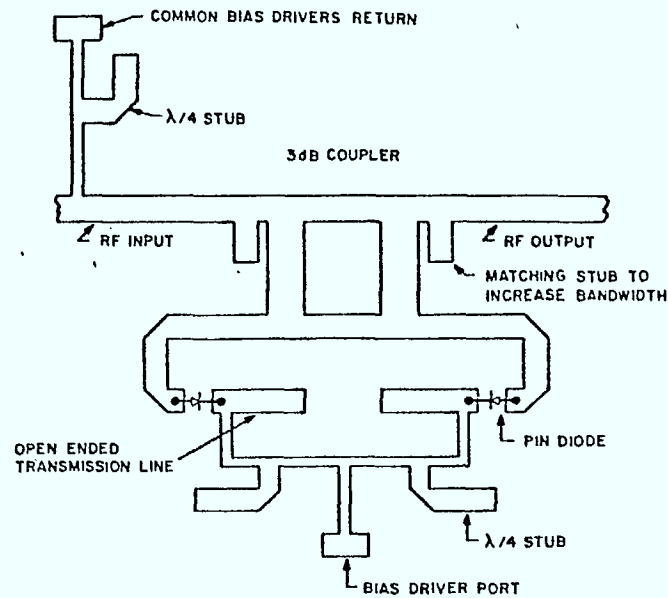 COMMON BIAS DRIVERS RETURN
λ/4 STUB
3dB COUPLER
RF INPUT
RF OUTPUT
MATCHING STUB TO
INCREASE BANDWIDTH
OPEN ENDED
TRANSMISSION LINE
PIN DIODE
λ/4 STUB
BIAS DRIVER PORT